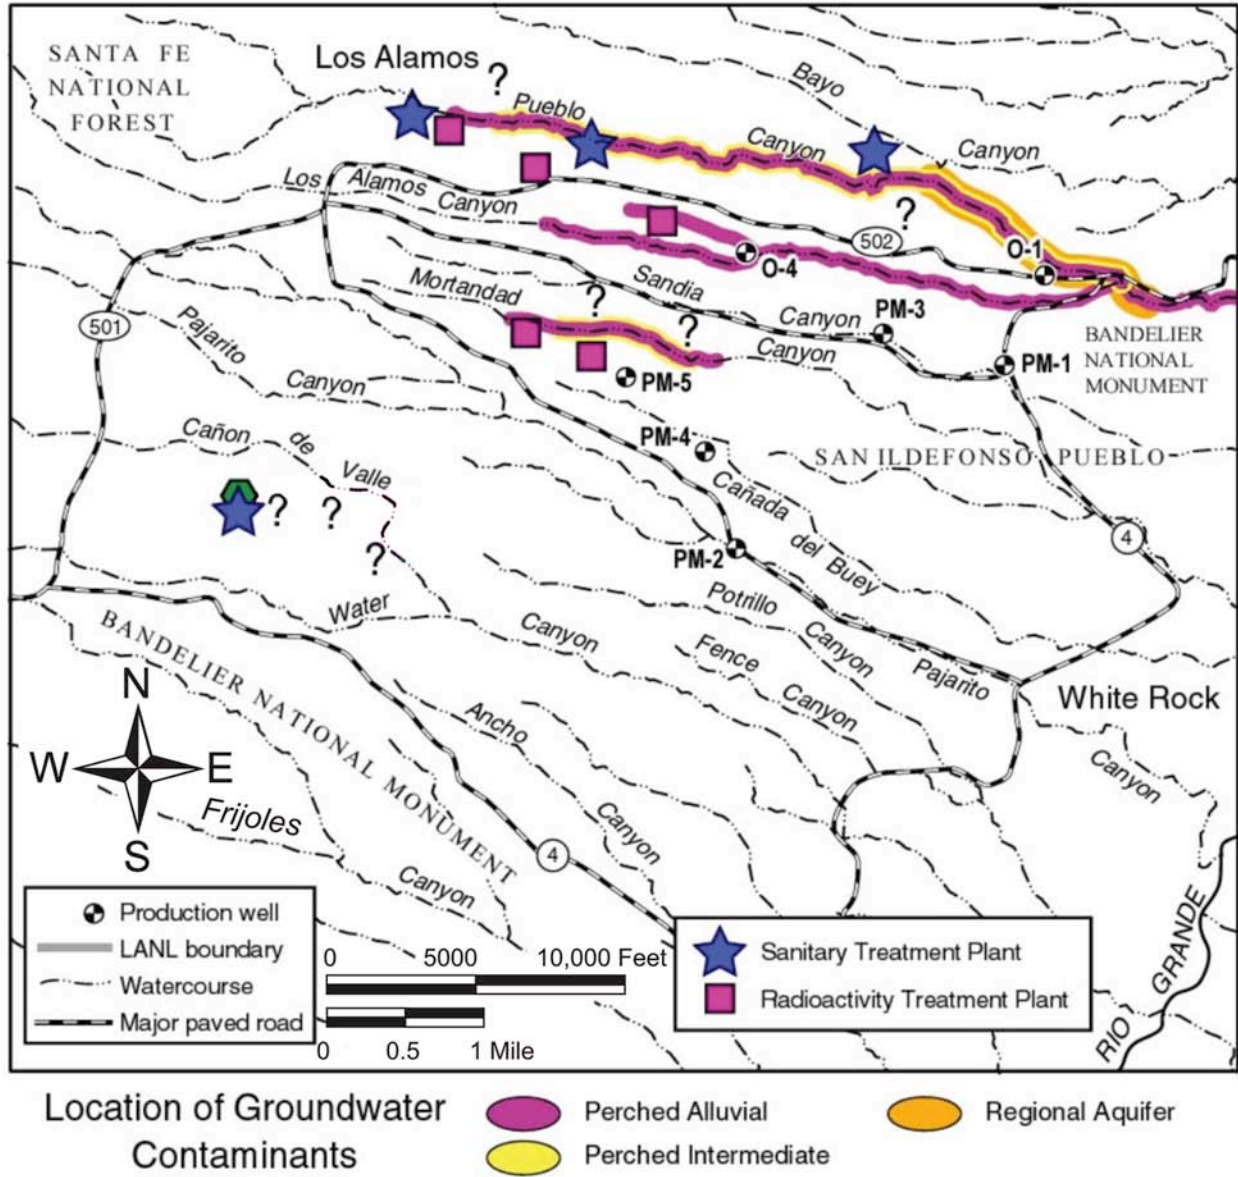 SANTA FE
NATIONAL
FOREST
Los Alamos
?
Pueblo
Canyon
Bayo
Canyon
Los Alamos
Canyon
?
502
O-1
O-4
Sandia
Canyon
Mortandad
Canyon
?
?
PM-3
PM-1
BANDELIER
NATIONAL
MONUMENT
501
Pajarito
Canyon
PM-5
PM-4
SAN ILDEFONSO PUEBLO
Cañon de Valle
?
?
?
Cañada del Buey
4
PM-2
Water
Canyon
Potrillo
Canyon
Fence
Canyon
Pajarito
White Rock
Canyon
BANDELIER NATIONAL MONUMENT
N
W
E
S
Ancho
Canyon
Frijoles
Canyon
4
RIO GRANDE
Production well
LANL boundary
Watercourse
Major paved road
0 5000 10,000 Feet
0 0.5 1 Mile
Sanitary Treatment Plant
Radioactivity Treatment Plant
Location of Groundwater
Contaminants
Perched Alluvial
Regional Aquifer
Perched Intermediate